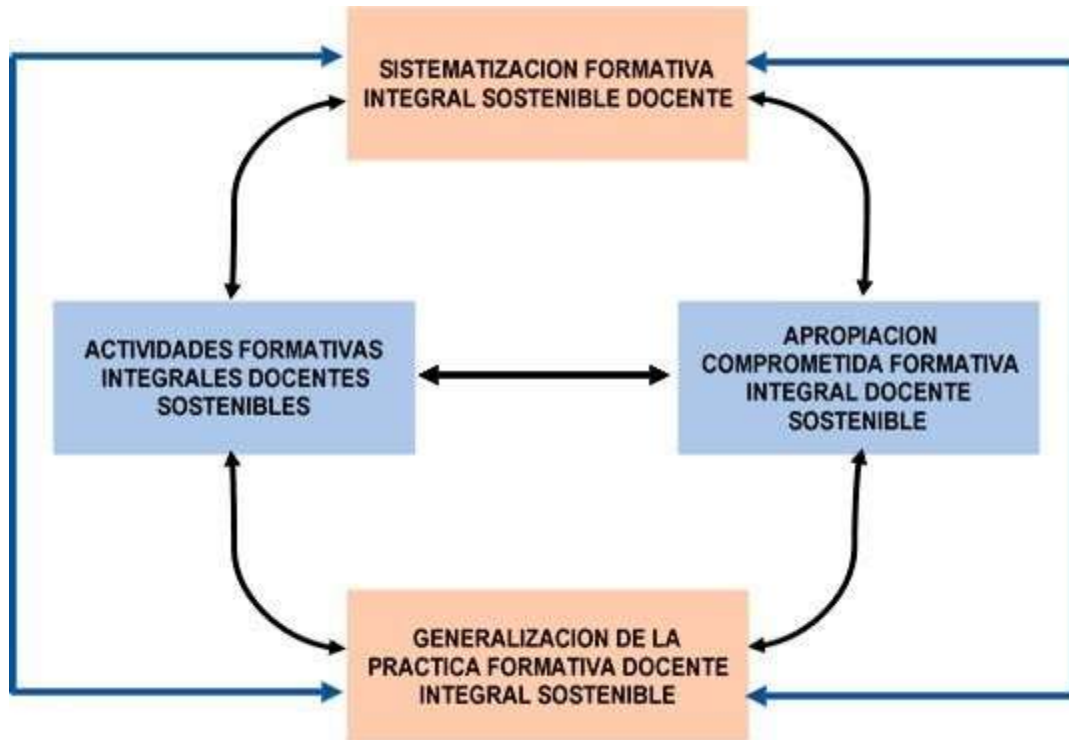 SISTEMATIZACION FORMATIVA
INTEGRAL SOSTENIBLE DOCENTE
ACTIVIDADES FORMATIVAS
INTEGRALES DOCENTES
SOSTENIBLES
APROPIACION
COMPROMETIDA FORMATIVA
INTEGRAL DOCENTE
SOSTENIBLE
GENERALIZACION DE LA
PRACTICA FORMATIVA DOCENTE
INTEGRAL SOSTENIBLE